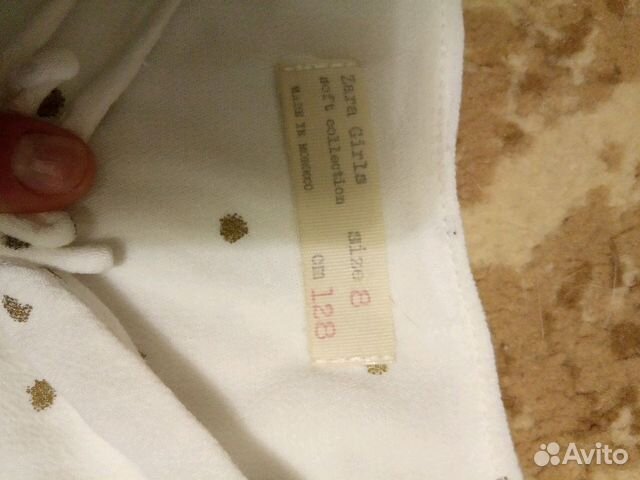 Zara Girls size 8
soft collection cm 128
MADE IN MOROCCO
Avito